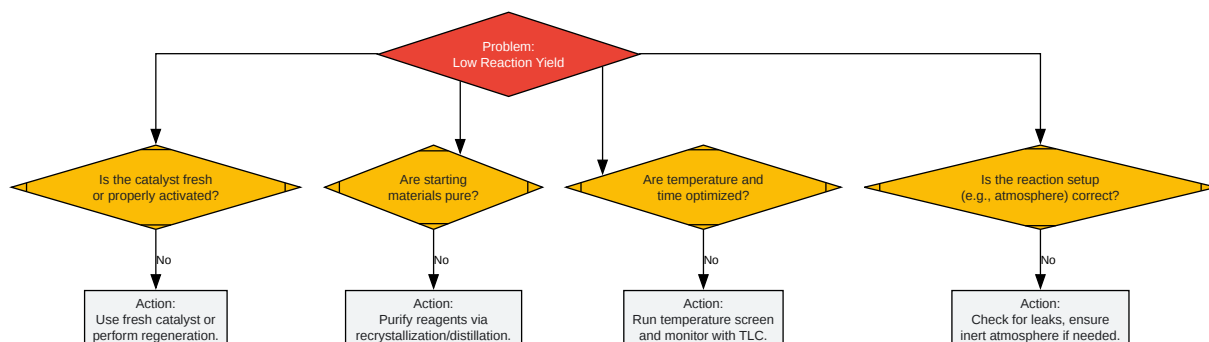 Problem:
Low Reaction Yield
Is the catalyst fresh
or properly activated?
Are starting
materials pure?
Are temperature and
time optimized?
Is the reaction setup
(e.g., atmosphere) correct?
No
No
No
No
Action:
Use fresh catalyst or
perform regeneration.
Action:
Purify reagents via
recrystallization/distillation.
Action:
Run temperature screen
and monitor with TLC.
Action:
Check for leaks, ensure
inert atmosphere if needed.